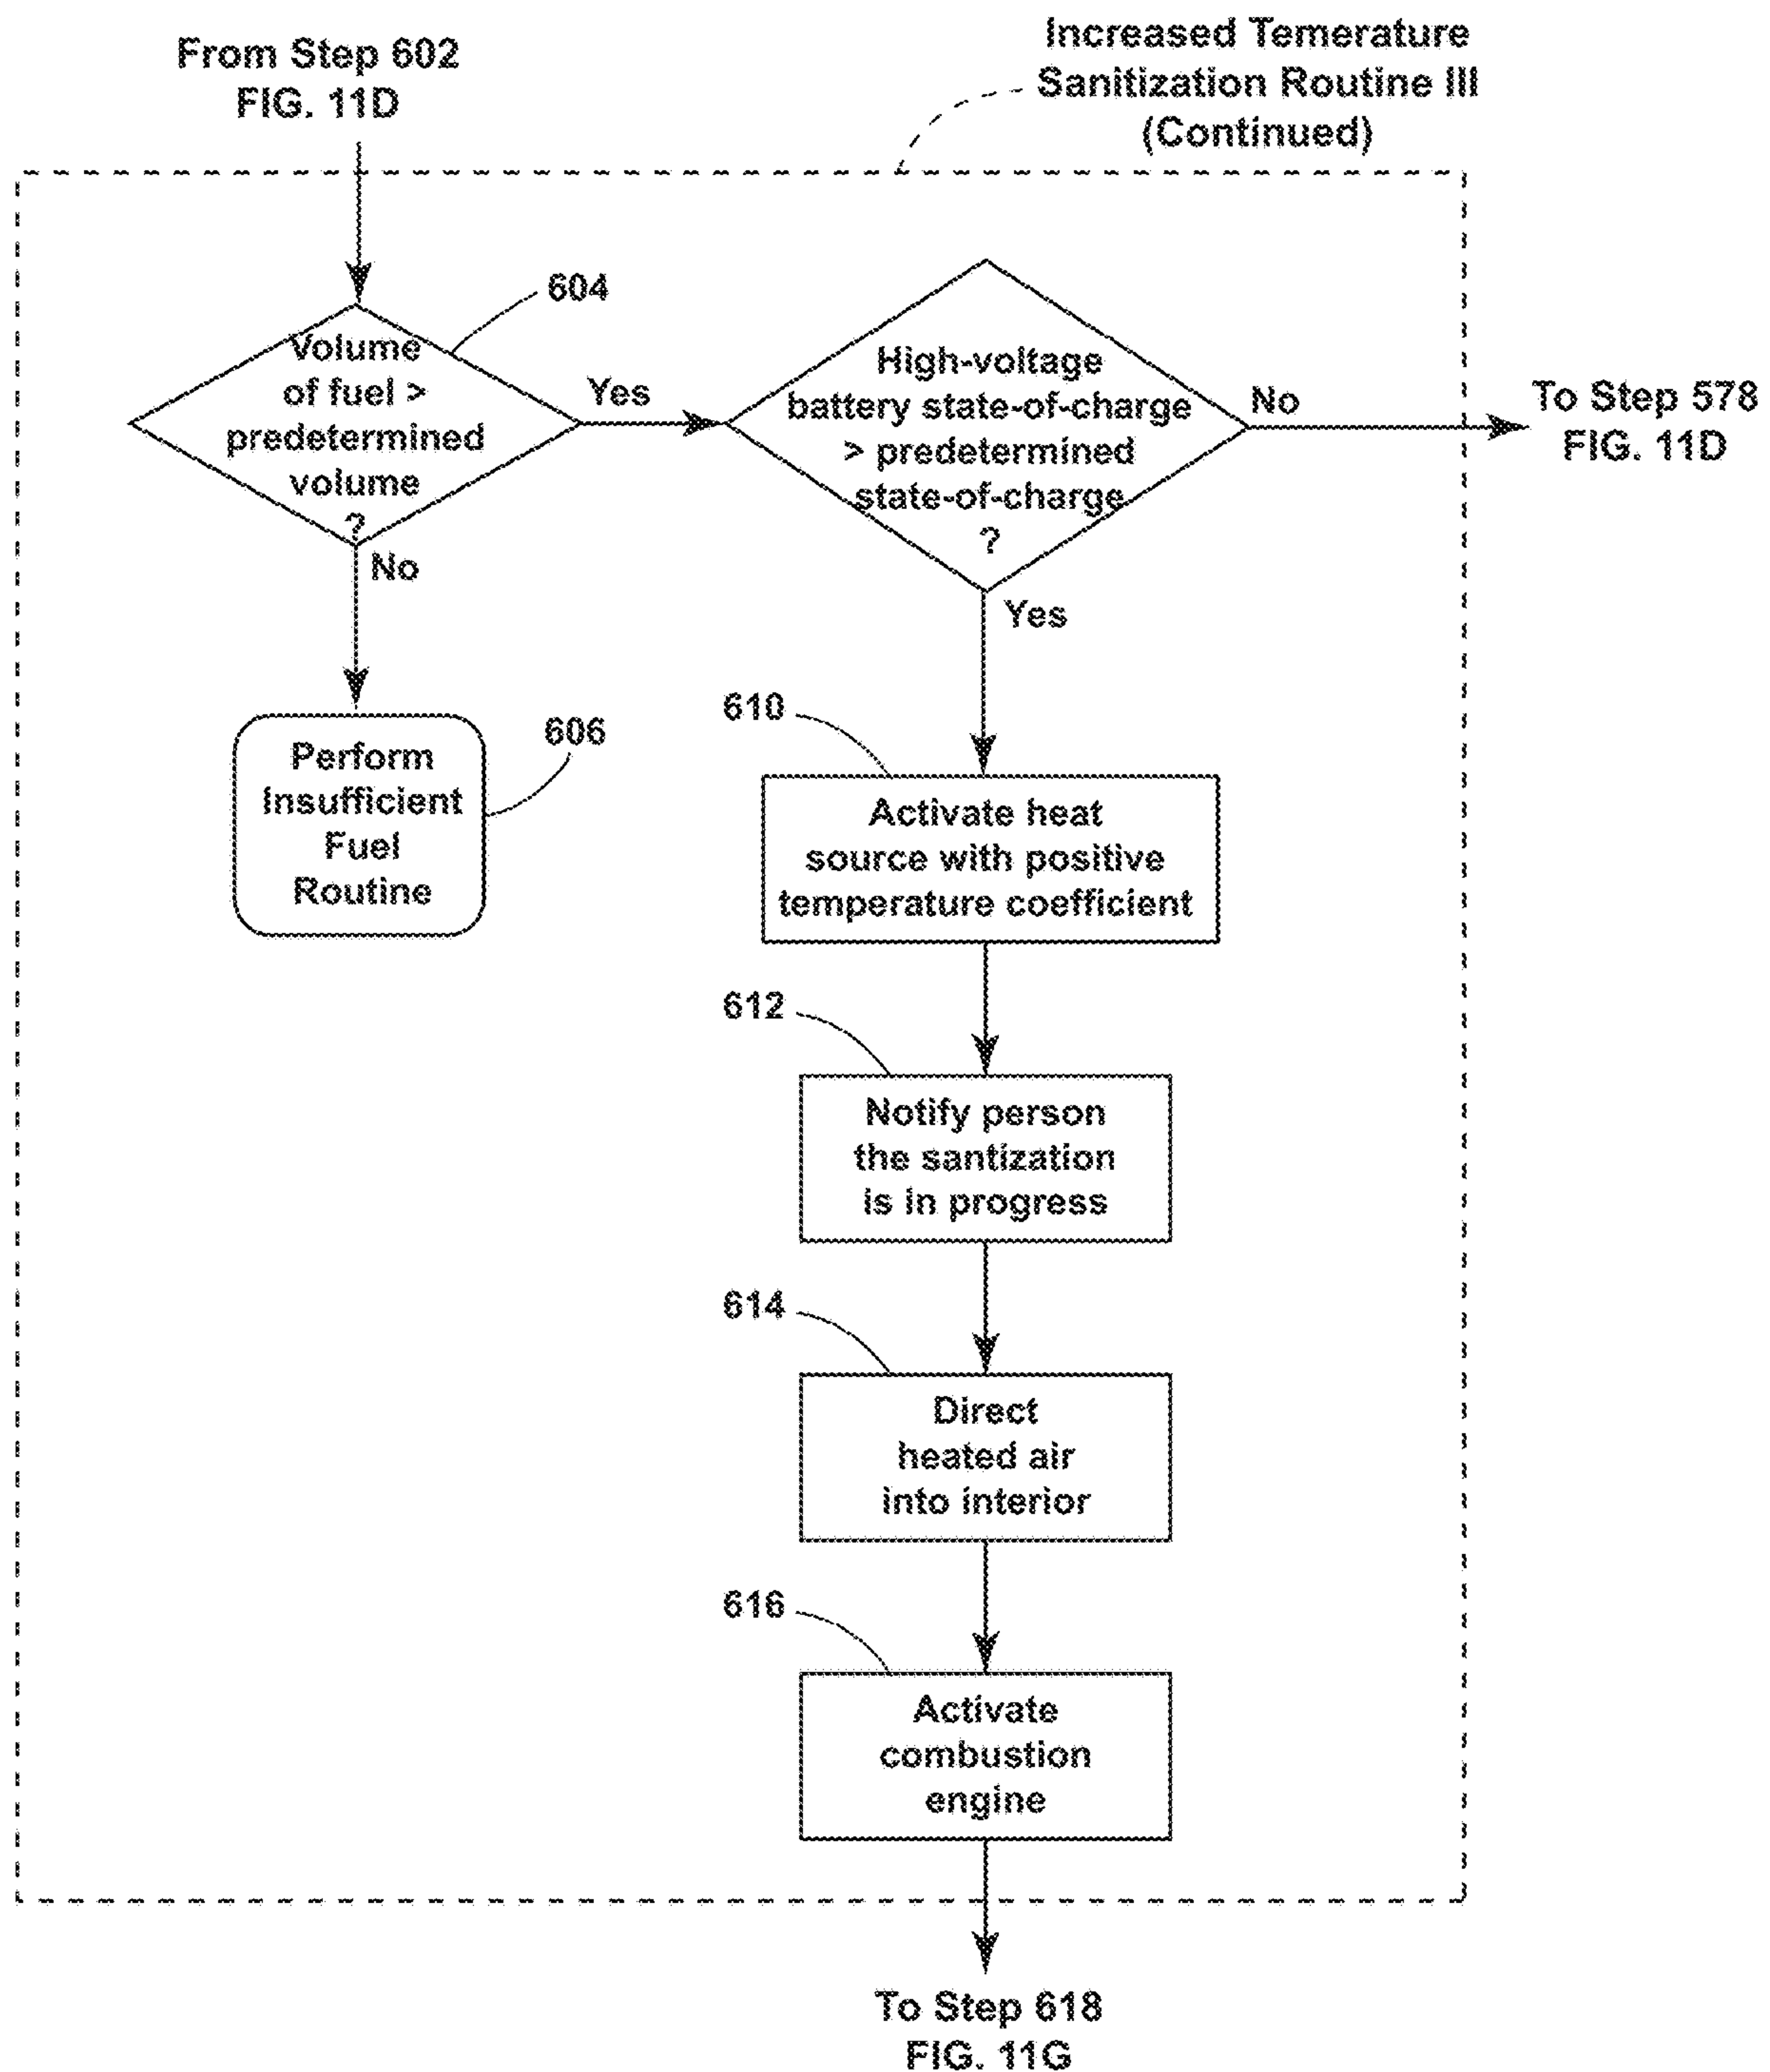 From Step 602
FIG. 11D
Increased Temerature
Sanitization Routine III
(Continued)
604
Volume
of fuel >
predetermined
volume
?
Yes
No
High-voltage
battery state-of-charge
> predetermined
state-of-charge
?
No
To Step 578
FIG. 11D
Yes
606
Perform
Insufficient
Fuel
Routine
610
Activate heat
source with positive
temperature coefficient
612
Notify person
the santization
is in progress
614
Direct
heated air
into interior
616
Activate
combustion
engine
To Step 618
FIG. 11G